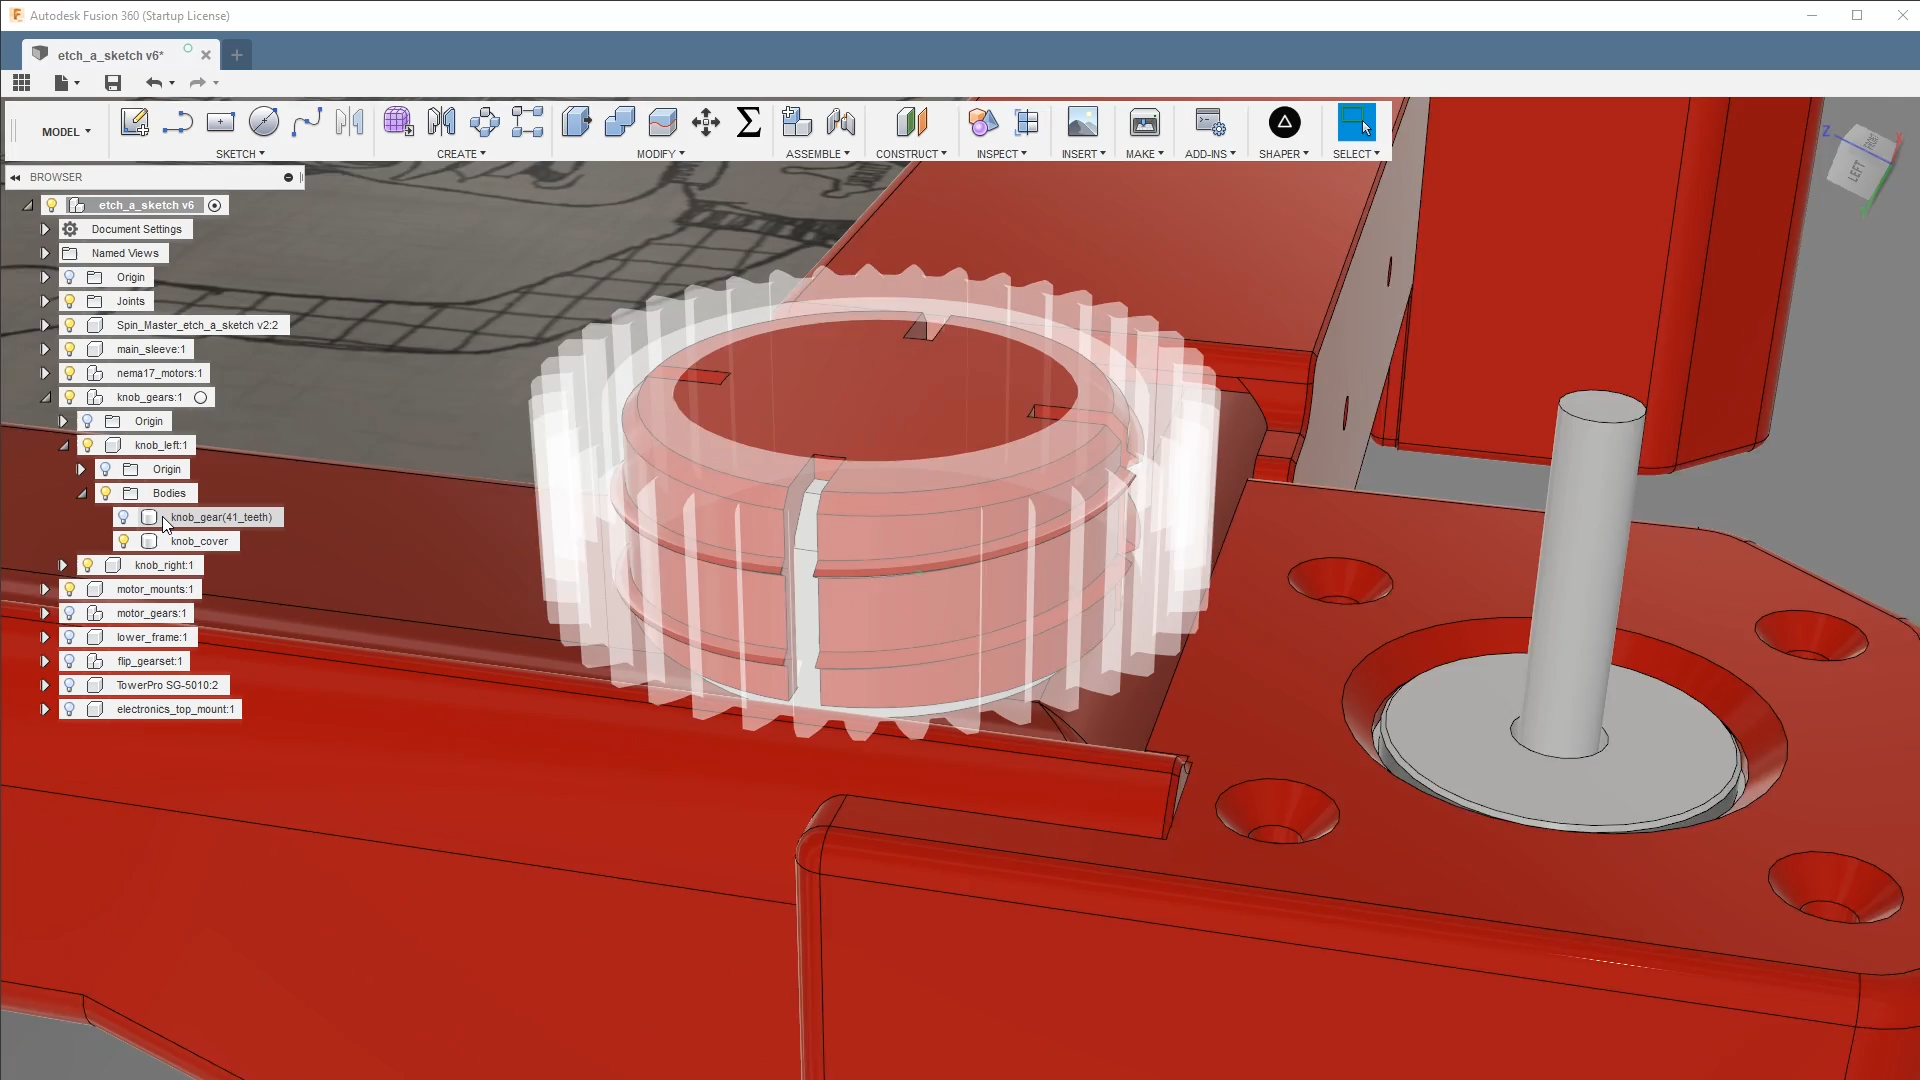 Autodesk Fusion 360 (Startup License)
etch_a_sketch v6*
MODEL
SKETCH
CREATE
MODIFY
ASSEMBLE
CONSTRUCT
INSPECT
INSERT
MAKE
ADD-INS
SHAPER
SELECT
BROWSER
etch_a_sketch v6
Document Settings
Named Views
Origin
Joints
Spin_Master_etch_a_sketch v2:2
main_sleeve:1
nema17_motors:1
knob_gears:1
Origin
knob_left:1
Origin
Bodies
knob_gear(41_teeth)
knob_cover
knob_right:1
motor_mounts:1
motor_gears:1
lower_frame:1
flip_gearset:1
TowerPro SG-5010:2
electronics_top_mount:1
Z
X
LEFT